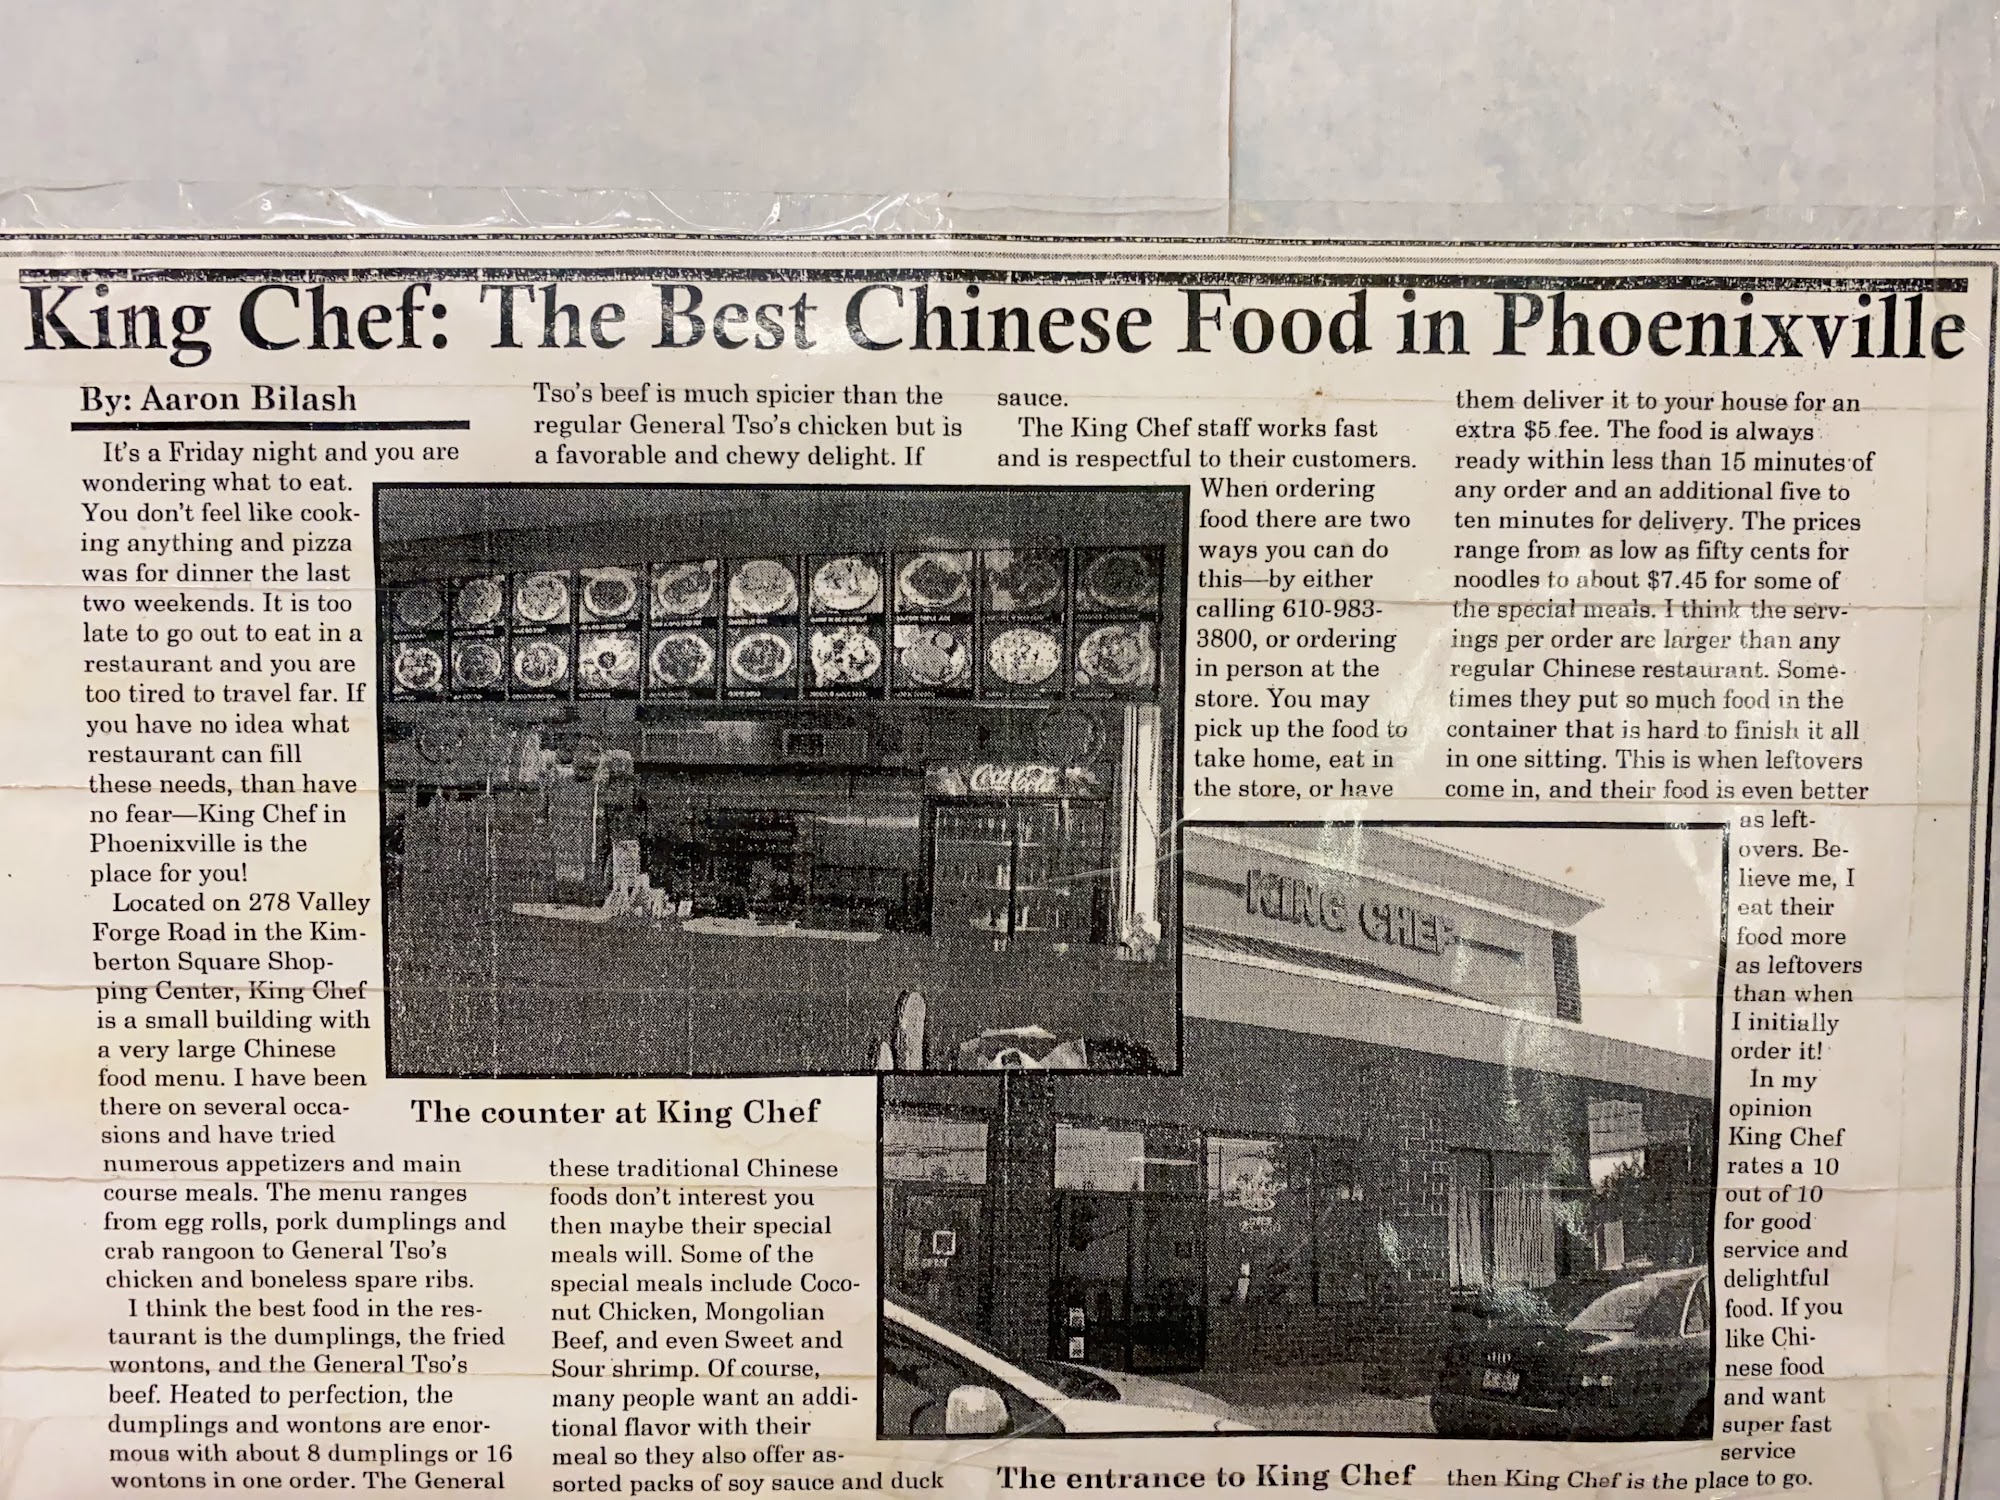 King Chef: The Best Chinese Food in Phoenixville
By: Aaron Bilash
It's a Friday night and you are
wondering what to eat.
You don't feel like cook-
ing anything and pizza
was for dinner the last
two weekends. It is too
late to go out to eat in a
restaurant and you are
too tired to travel far. If
you have no idea what
restaurant can fill
these needs, than have
no fear—King Chef in
Phoenixville is the
place for you!
Located on 278 Valley
Forge Road in the Kim-
berton Square Shop-
ping Center, King Chef
is a small building with
a very large Chinese
food menu. I have been
there on several occa-
sions and have tried
numerous appetizers and main
course meals. The menu ranges
from egg rolls, pork dumplings and
crab rangoon to General Tso's
chicken and boneless spare ribs.
I think the best food in the res-
taurant is the dumplings, the fried
wontons, and the General Tso's
beef. Heated to perfection, the
dumplings and wontons are enor-
mous with about 8 dumplings or 16
wontons in one order. The General
Tso's beef is much spicier than the
regular General Tso's chicken but is
a favorable and chewy delight. If
Coca-Cola
The counter at King Chef
these traditional Chinese
foods don't interest you
then maybe their special
meals will. Some of the
special meals include Coco-
nut Chicken, Mongolian
Beef, and even Sweet and
Sour shrimp. Of course,
many people want an addi-
tional flavor with their
meal so they also offer as-
sorted packs of soy sauce and duck
sauce.
The King Chef staff works fast
and is respectful to their customers.
When ordering
food there are two
ways you can do
this—by either
calling 610-983-
3800, or ordering
in person at the
store. You may
pick up the food to
take home, eat in
the store, or have
KING CHEF
The entrance to King Chef
them deliver it to your house for an
extra $5 fee. The food is always
ready within less than 15 minutes of
any order and an additional five to
ten minutes for delivery. The prices
range from as low as fifty cents for
noodles to about $7.45 for some of
the special meals. I think the serv-
ings per order are larger than any
regular Chinese restaurant. Some-
times they put so much food in the
container that is hard to finish it all
in one sitting. This is when leftovers
come in, and their food is even better
as left-
overs. Be-
lieve me, I
eat their
food more
as leftovers
than when
I initially
order it!
In my
opinion
King Chef
rates a 10
out of 10
for good
service and
delightful
food. If you
like Chi-
nese food
and want
super fast
service
then King Chef is the place to go.